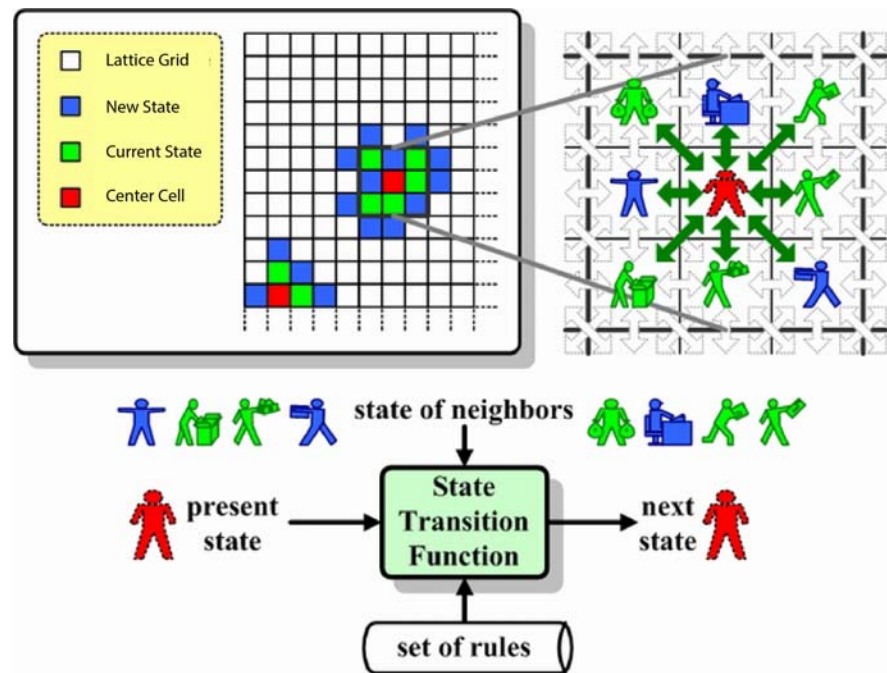 Lattice Grid
New State
Current State
Center Cell
state of neighbors
present
state
State
Transition
Function
next
state
set of rules